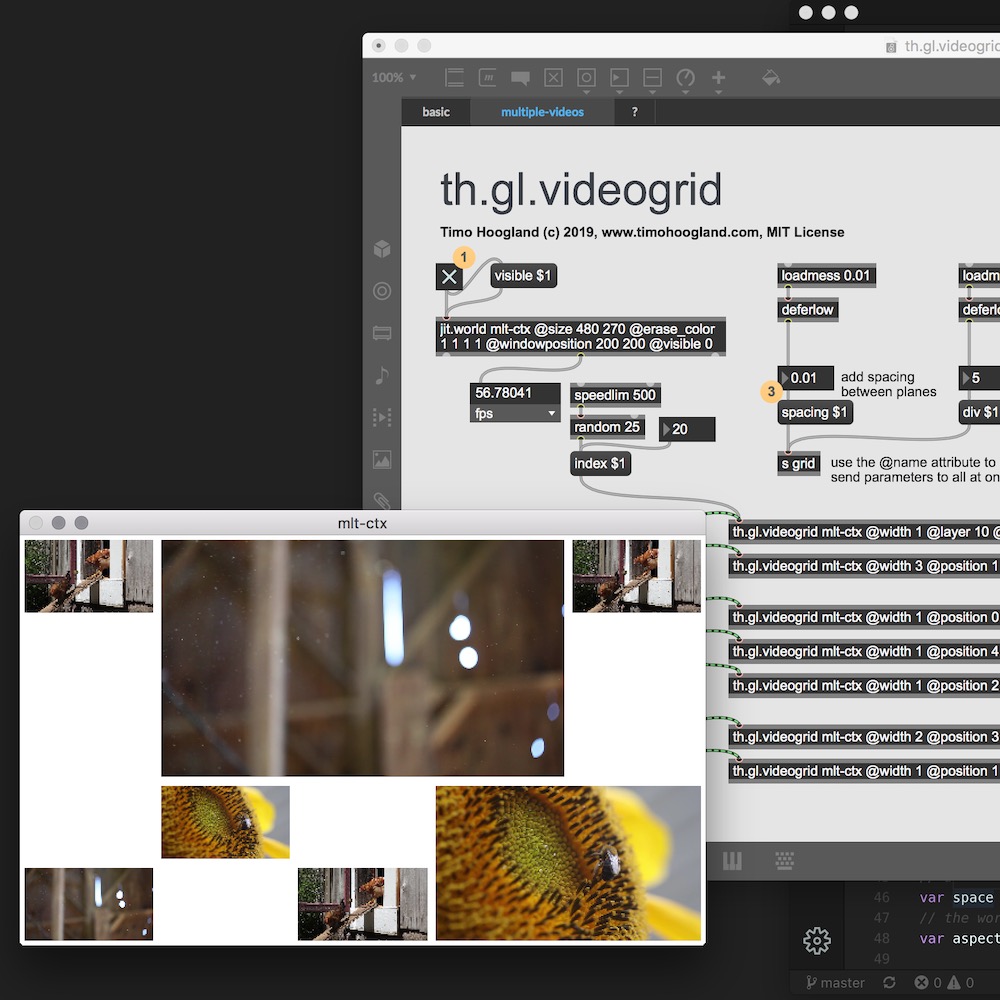 th.gl.videogrid
100%
basic
multiple-videos
?
th.gl.videogrid
Timo Hoogland (c) 2019, www.timohoogland.com, MIT License
1
visible $1
jit.world mlt-ctx @size 480 270 @erase_color
1 1 1 1 @windowposition 200 200 @visible 0
56.78041
fps
speedlim 500
random 25
20
index $1
loadmess 0.01
deferlow
0.01
add spacing
between planes
3
spacing $1
s grid
use the @name attribute to
send parameters to all at
5
div $1
mlt-ctx
th.gl.videogrid mlt-ctx @width 1 @layer 10 @
th.gl.videogrid mlt-ctx @width 3 @position 1
th.gl.videogrid mlt-ctx @width 1 @position 0
th.gl.videogrid mlt-ctx @width 1 @position 4
th.gl.videogrid mlt-ctx @width 1 @position 2
th.gl.videogrid mlt-ctx @width 2 @position 3
th.gl.videogrid mlt-ctx @width 1 @position 1
46 var space
47 // the
48 var aspect
49
master 0 0